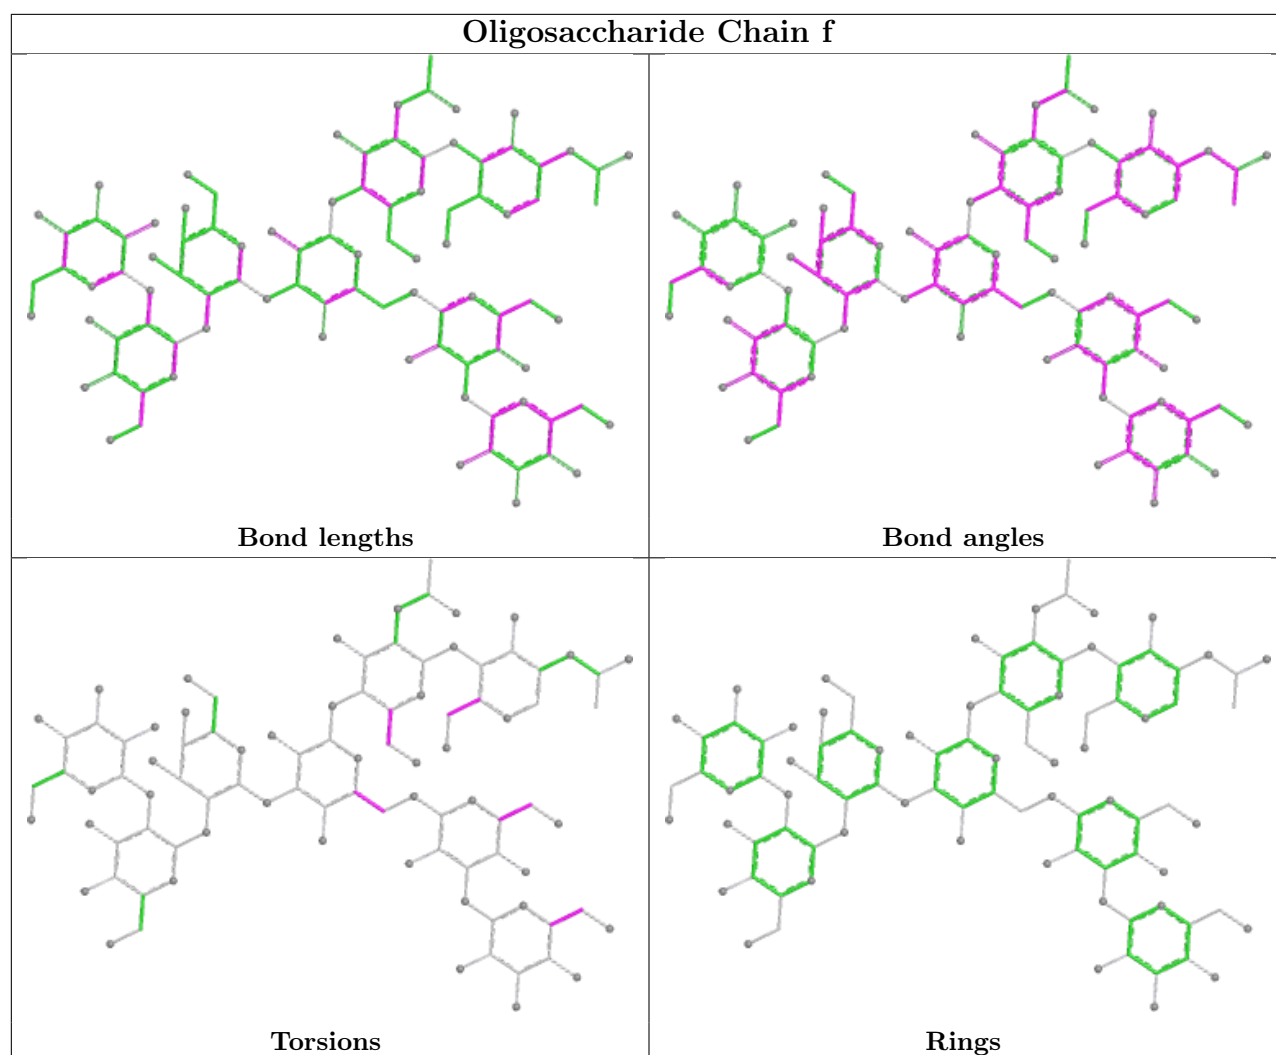 Oligosaccharide Chain f
Bond lengths
Bond angles
Torsions
Rings